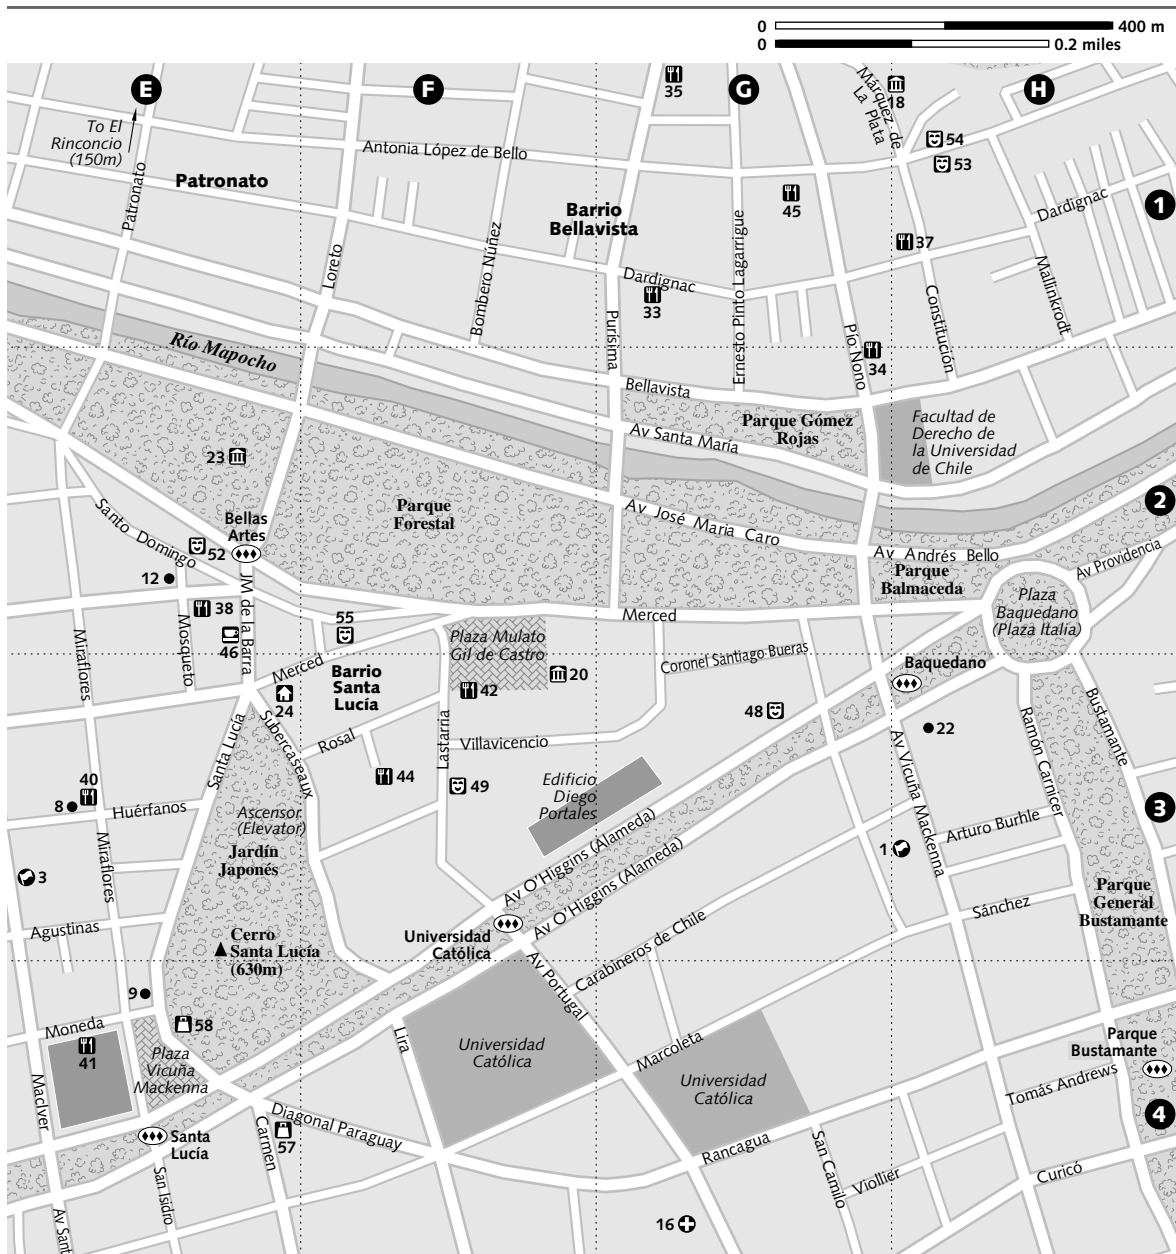 0 400 m
0 0.2 miles
E
F
G
H
35
18
Márquez de
La Plata
54
53
To El
Rinconcio
(150m)
Patronato
Antonia López de Bello
Patronato
45
Barrio
Bellavista
Dardignac
1
37
Loreto
Bombero Núñez
Ernesto Pinto Lagarrigue
Dardignac
33
Purísima
Constitución
Mallinkrodt
Pío Nono
34
Río Mapocho
Bellavista
Parque Gómez
Rojas
Facultad de
Derecho de
la Universidad
de Chile
Av Santa María
23
Parque
Forestal
2
Bellas
Artes
Santo Domingo
52
Av José Maria Caro
Av Andrés Bello
Av Providencia
Parque
Balmaceda
12
38
JM de la Barra
55
Merced
Plaza
Baquedano
(Plaza Italia)
Miraflores
Mosqueto
46
Merced
Plaza Mulato
Gil de Castro
Coronel Santiago Bueras
Baquedano
Barrio
Santa
Lucía
20
42
24
48
Santa Lucía
Subercaseaux
Rosal
Lastarria
Villavicencio
22
Av Vicuña Mackenna
Ramón Carnicer
Bustamante
40
44
49
Edificio
Diego
Portales
8
Huérfanos
Ascensor
(Elevator)
3
Av O'Higgins (Alameda)
Av O'Higgins (Alameda)
Arturo Burhle
1
Miraflores
Jardín
Japonés
3
Parque
General
Bustamante
Sánchez
Agustinas
Cerro
Santa Lucía
(630m)
Universidad
Católica
Carabineros de Chile
Av Portugal
9
Moneda
58
Lira
Universidad
Católica
Marcoleta
Parque
Bustamante
41
Plaza
Vicuña
Mackenna
Universidad
Católica
Tomás Andrews
MacIver
Diagonal Paraguay
4
Santa
Lucía
Carmen
57
Rancagua
San Camilo
Viollier
Curicó
San Isidro
Av Sant
16